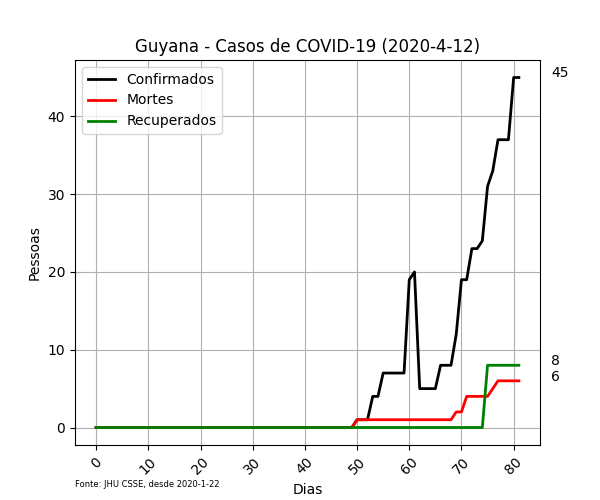 Guyana - Casos de COVID-19 (2020-4-12)
Confirmados
Mortes
Recuperados
45
8
6
40
30
20
10
0
Pessoas
0 10 20 30 40 50 60 70 80
Dias
Fonte: JHU CSSE, desde 2020-1-22